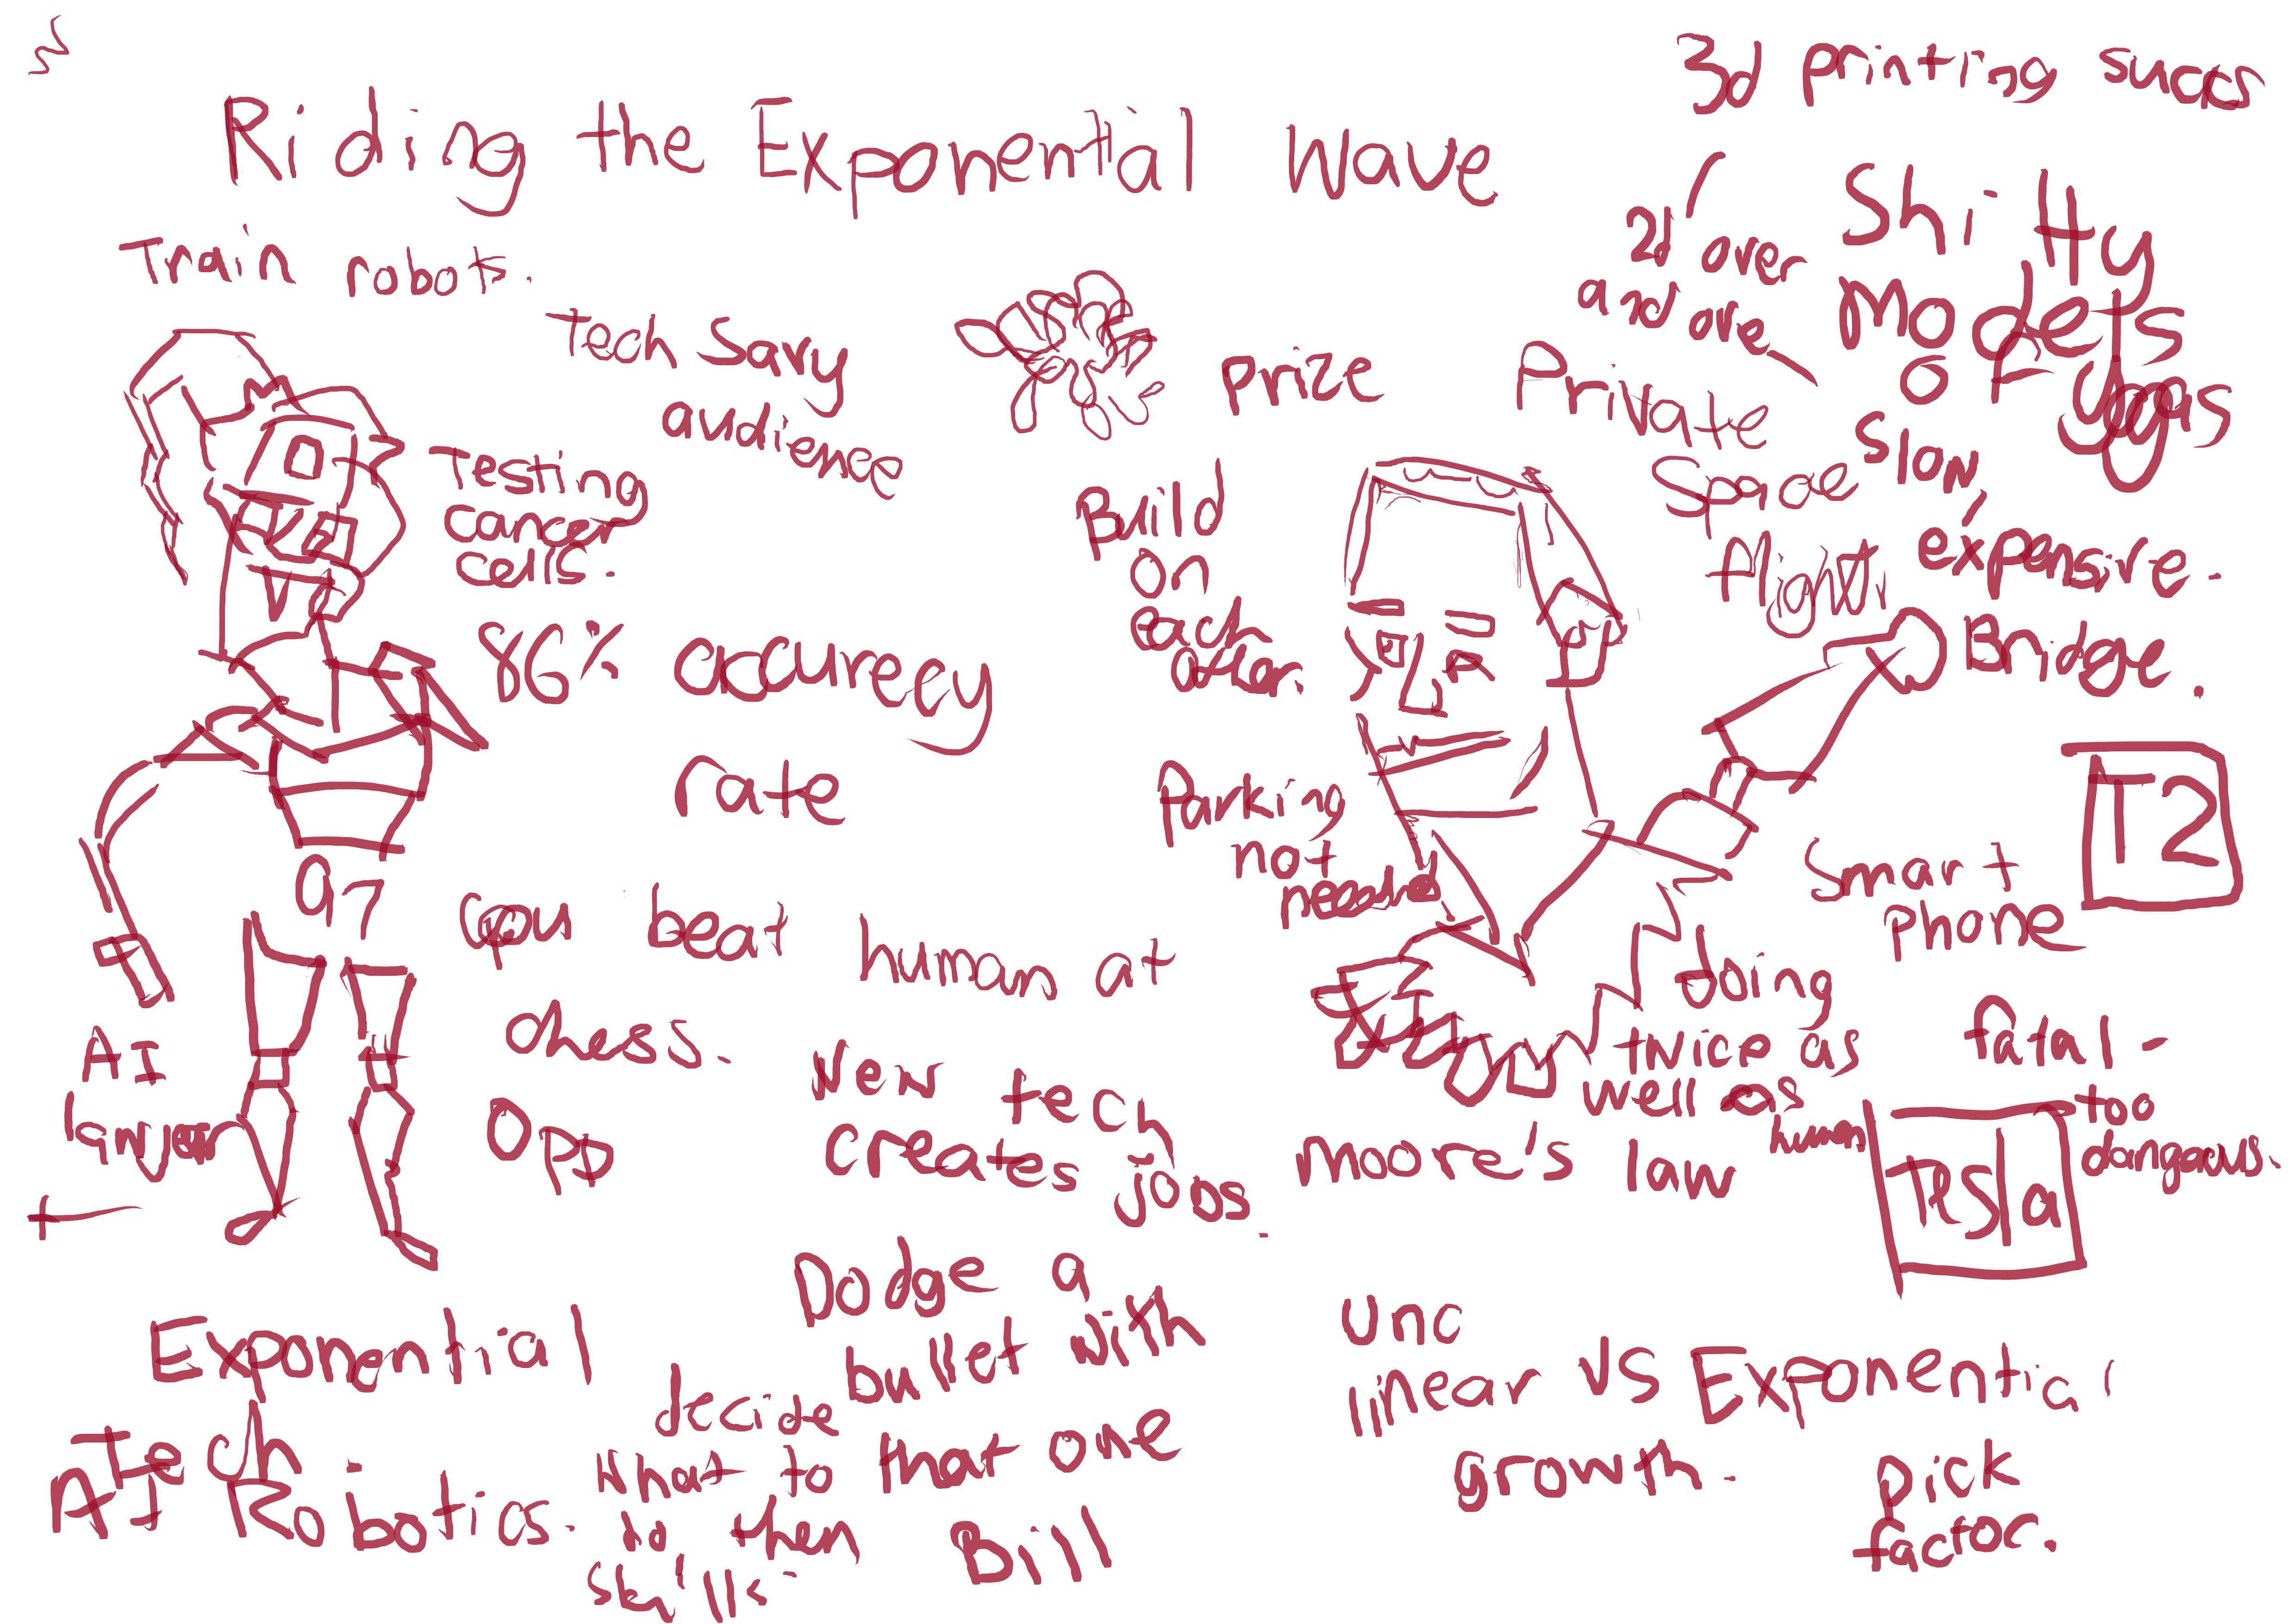 3d printing sucks
Riding the Exponential Wave
Train robots.
Tech savy
audience
prize
2d over
and over
Shitty
models
6 years
slow,
expensive.
Private
Space
flight
Testing
cancer
cells.
86% accureey
rate
Build
on
each
other.
Bridge.
T2
Parking
not
needed
Smart
phone
97
Cpu beat human at
chess.
doing
twice as
well as
human
fatal-
too
dangerous.
AI
lawyer
Opp
New tech
creates
jobs.
moore's law
Tesla
Exponential
Tech
AI
Robotics.
Dodge a
bullet with
that one
Bill
decide
what to
do then
skills
unc
linear vs Exponential
growth.
pick
factor.